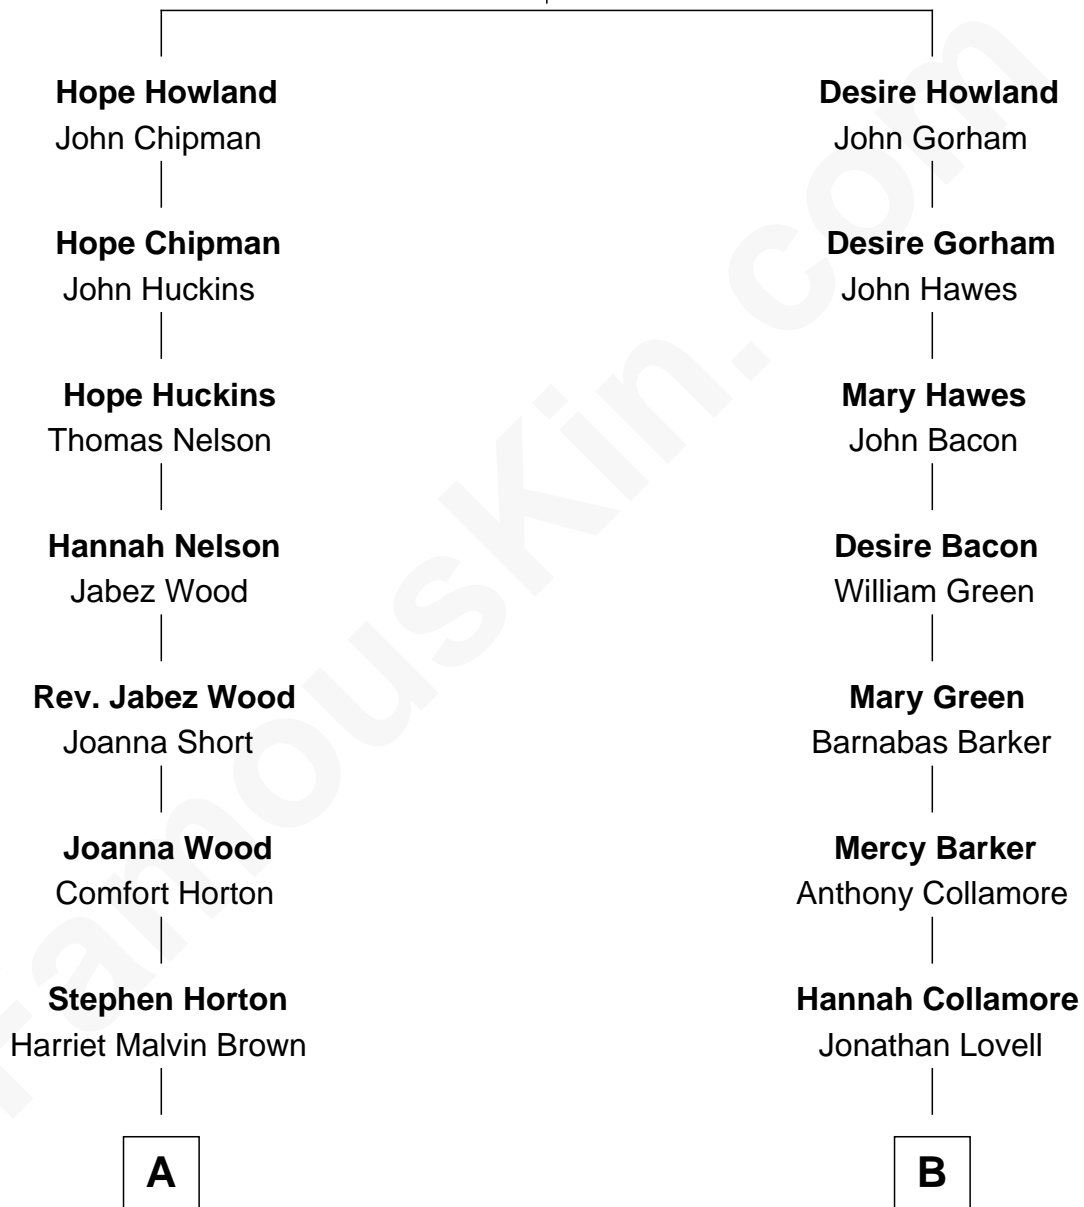 Hope Howland
John Chipman
Hope Chipman
John Huckins
Hope Huckins
Thomas Nelson
Hannah Nelson
Jabez Wood
Rev. Jabez Wood
Joanna Short
Joanna Wood
Comfort Horton
Stephen Horton
Harriet Malvin Brown
A
Desire Howland
John Gorham
Desire Gorham
John Hawes
Mary Hawes
John Bacon
Desire Bacon
William Green
Mary Green
Barnabas Barker
Mercy Barker
Anthony Collamore
Hannah Collamore
Jonathan Lovell
B
FamousKin.com